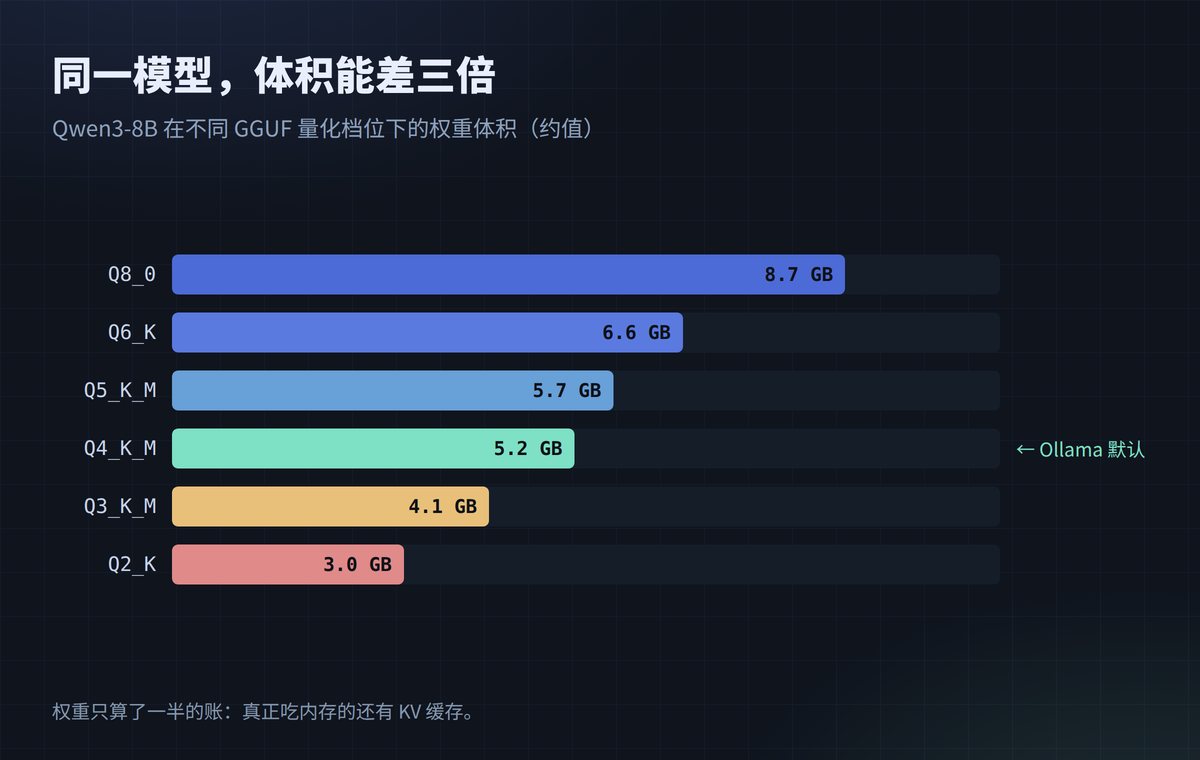 同一模型，体积能差三倍
Qwen3-8B 在不同 GGUF 量化档位下的权重体积（约值）
Q8_0 8.7 GB
Q6_K 6.6 GB
Q5_K_M 5.7 GB
Q4_K_M 5.2 GB ← Ollama 默认
Q3_K_M 4.1 GB
Q2_K 3.0 GB
权重只算了一半的账：真正吃内存的还有 KV 缓存。